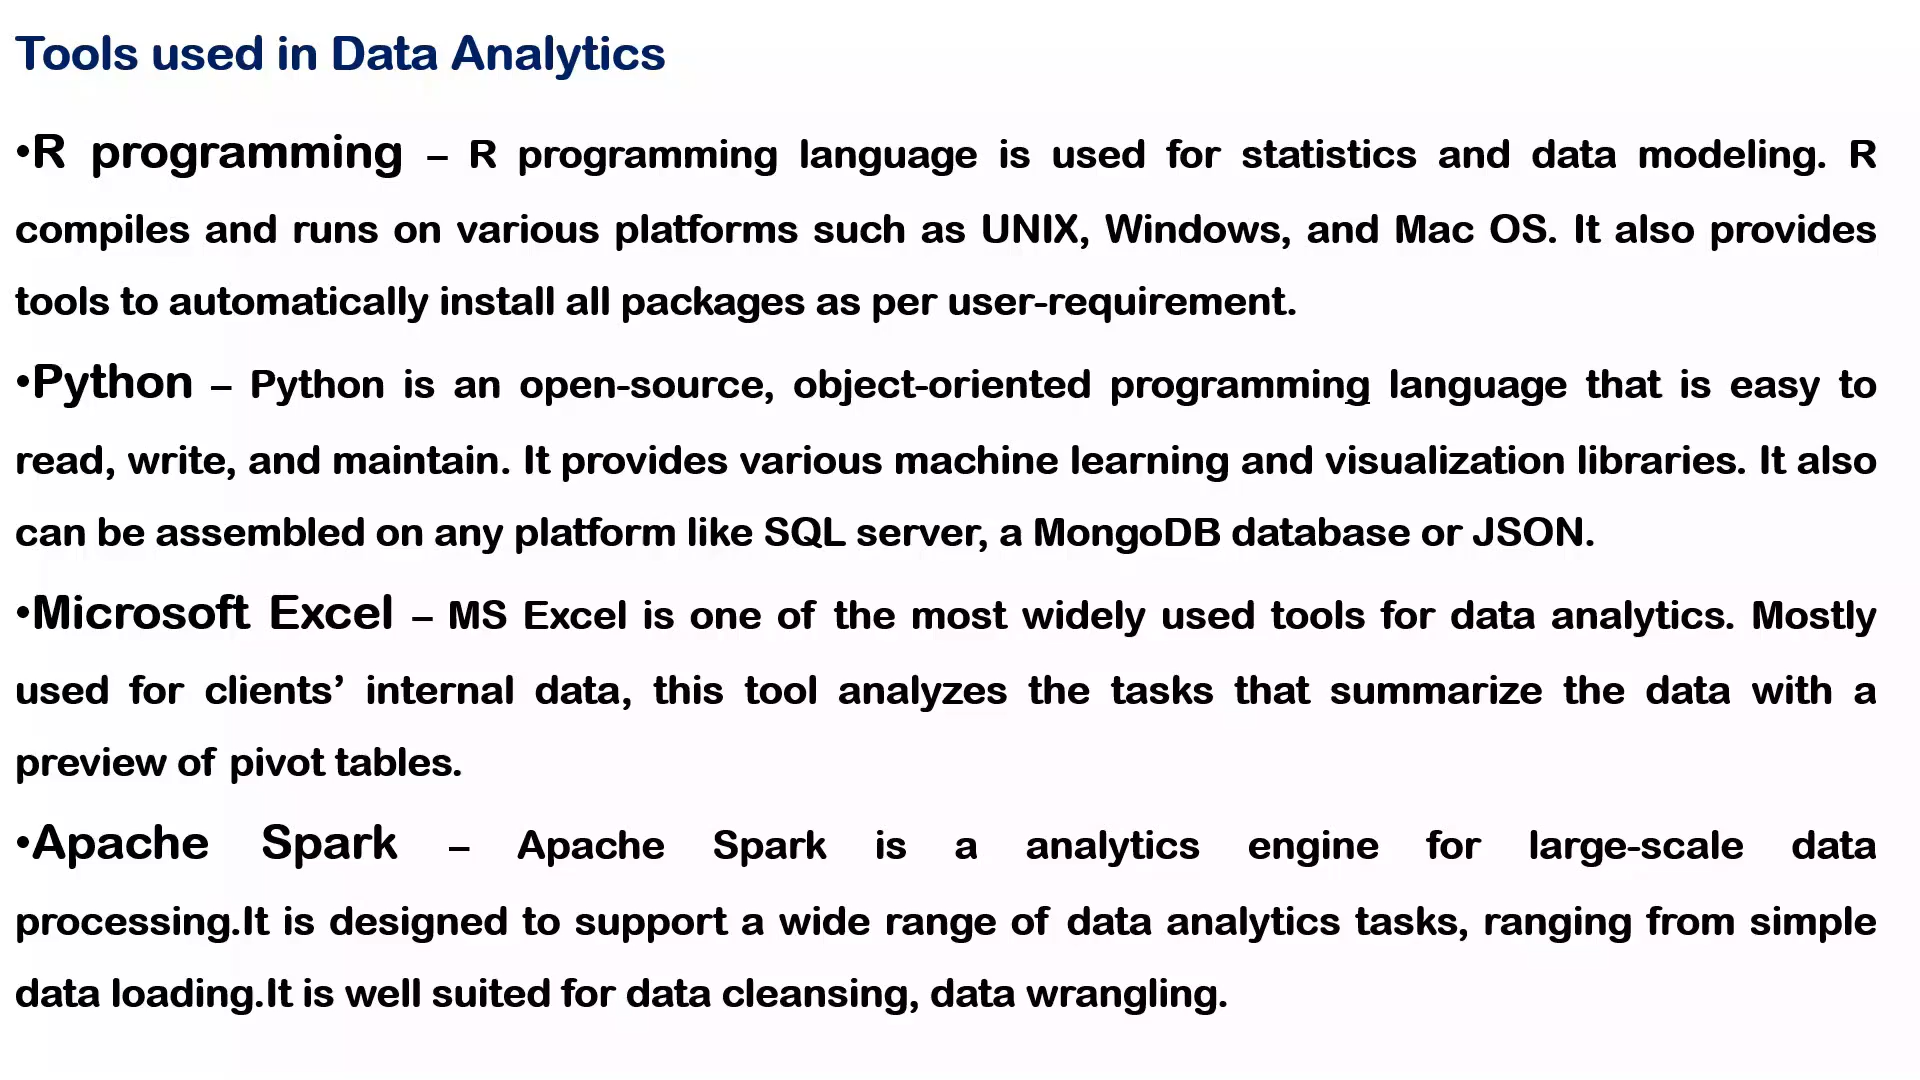 Tools used in Data Analytics
•R programming – R programming language is used for statistics and data modeling. R
compiles and runs on various platforms such as UNIX, Windows, and Mac OS. It also provides
tools to automatically install all packages as per user-requirement.
•Python – Python is an open-source, object-oriented programming language that is easy to
read, write, and maintain. It provides various machine learning and visualization libraries. It also
can be assembled on any platform like SQL server, a MongoDB database or JSON.
•Microsoft Excel – MS Excel is one of the most widely used tools for data analytics. Mostly
used for clients’ internal data, this tool analyzes the tasks that summarize the data with a
preview of pivot tables.
•Apache Spark – Apache Spark is a analytics engine for large-scale data
processing.It is designed to support a wide range of data analytics tasks, ranging from simple
data loading.It is well suited for data cleansing, data wrangling.